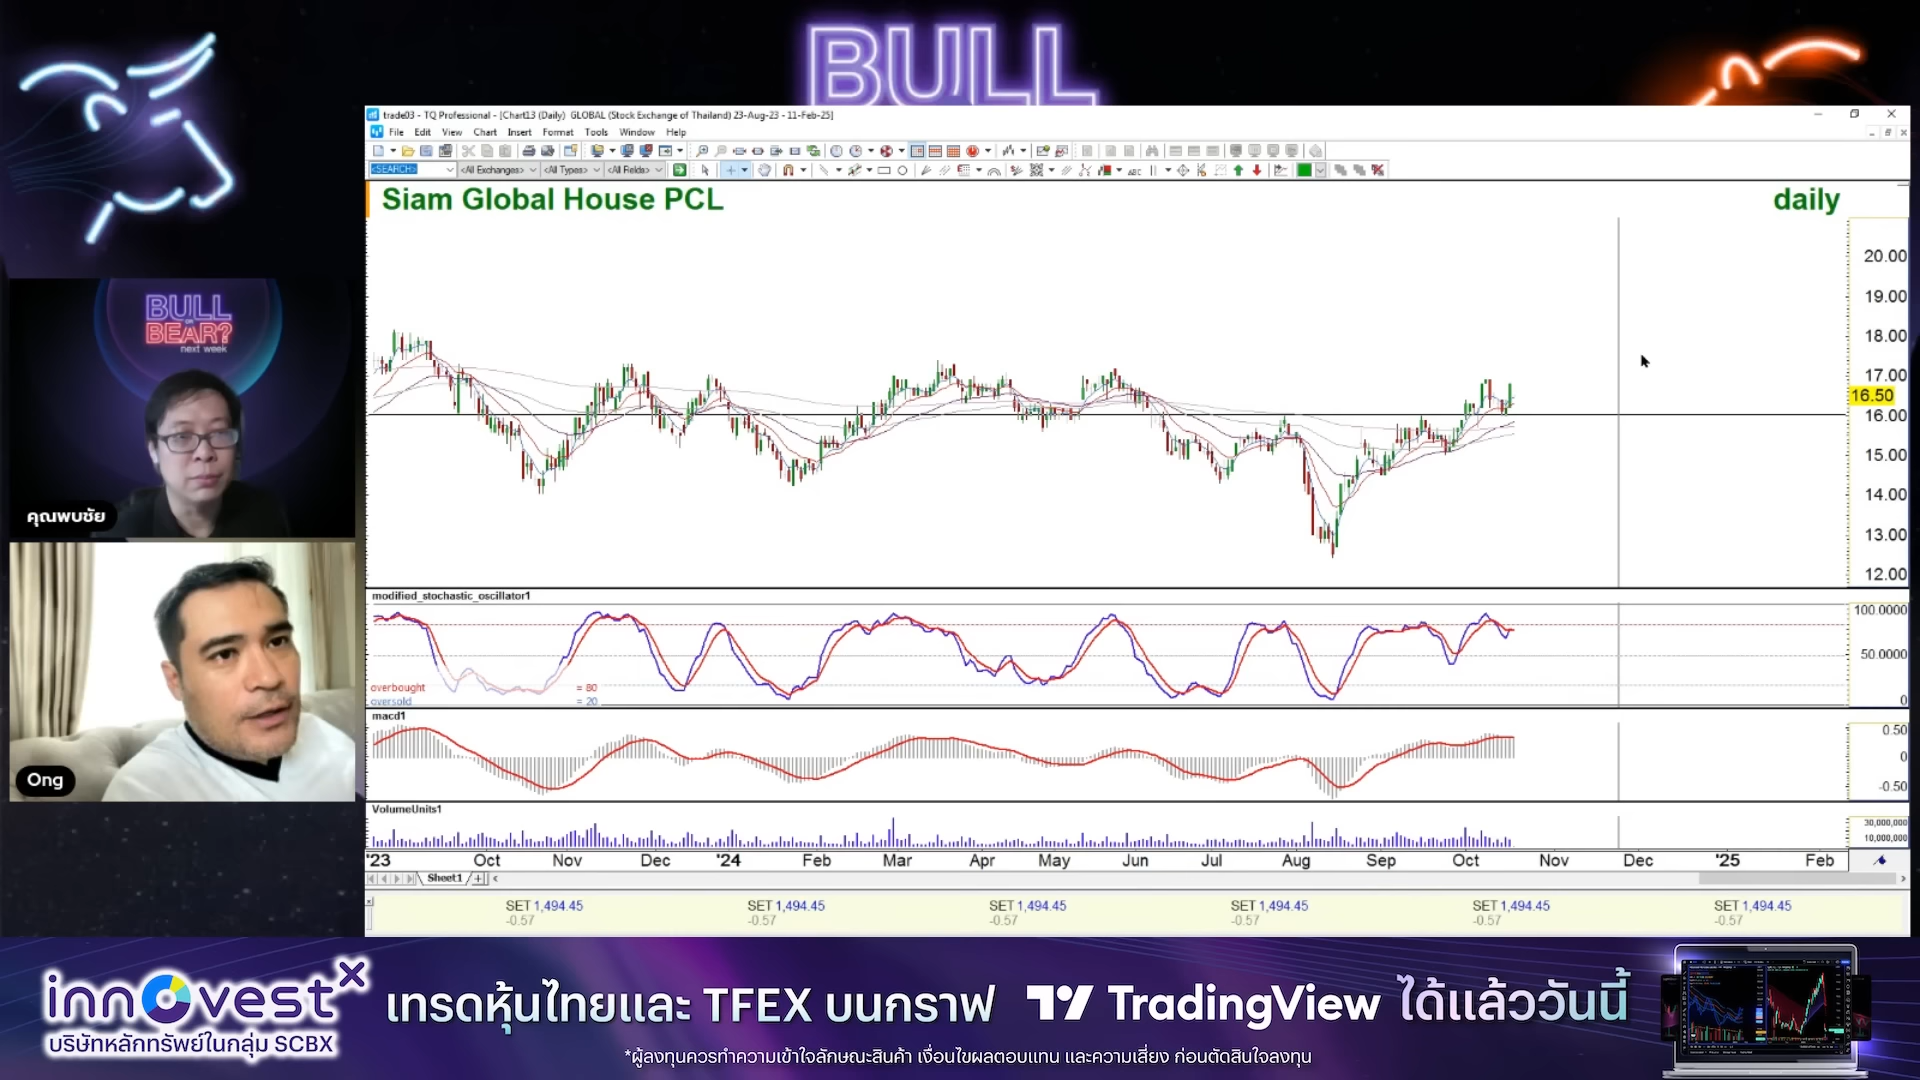 BULL
trade03 - TQ Professional - [Chart13 (Daily) GLOBAL (Stock Exchange of Thailand) 23-Aug-23 - 11-Feb-25]
File Edit View Chart Insert Format Tools Window Help
<SEARCH> <All Exchanges> <All Types> <All Fields>
Siam Global House PCL
daily
20.00
19.00
18.00
17.00
16.50
16.00
15.00
14.00
13.00
12.00
modified_stochastic_oscillator1
100.0000
50.0000
0
overbought = 80
oversold = 20
macd1
0.50
0
-0.50
VolumeUnits1
30,000,000
10,000,000
'23 Oct Nov Dec '24 Feb Mar Apr May Jun Jul Aug Sep Oct Nov Dec '25 Feb
Sheet1
SET 1,494.45 SET 1,494.45 SET 1,494.45 SET 1,494.45 SET 1,494.45 SET 1,494.45
-0.57 -0.57 -0.57 -0.57 -0.57 -0.57
BULL
OR
BEAR?
next week
คุณพบชัย
Ong
innovestx
บริษัทหลักทรัพย์ในกลุ่ม SCBX
เทรดหุ้นไทยและ TFEX บนกราฟ TradingView ได้แล้ววันนี้
*ผู้ลงทุนควรทำความเข้าใจลักษณะสินค้า เงื่อนไขผลตอบแทน และความเสี่ยง ก่อนตัดสินใจลงทุน